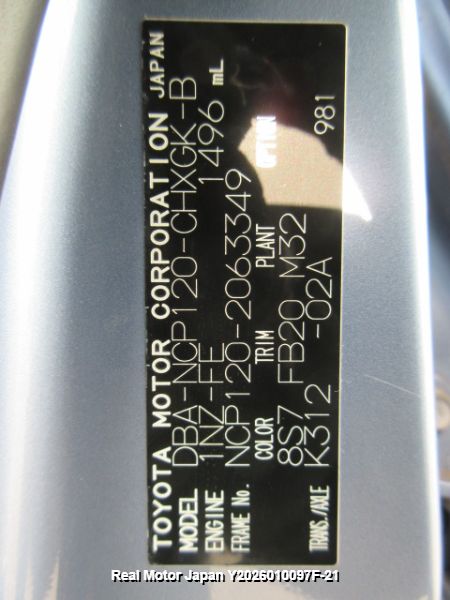 TOYOTA MOTOR CORPORATION JAPAN
MODEL DBA-NCP120-CHXGK-B
ENGINE 1NZ-FE 1496 mL
FRAME No. NCP120-2063349
COLOR TRIM PLANT OPTION
8S7 FB20 M32 981
TRANS./AXLE K312 -02A
Real Motor Japan Y2026010097F-21